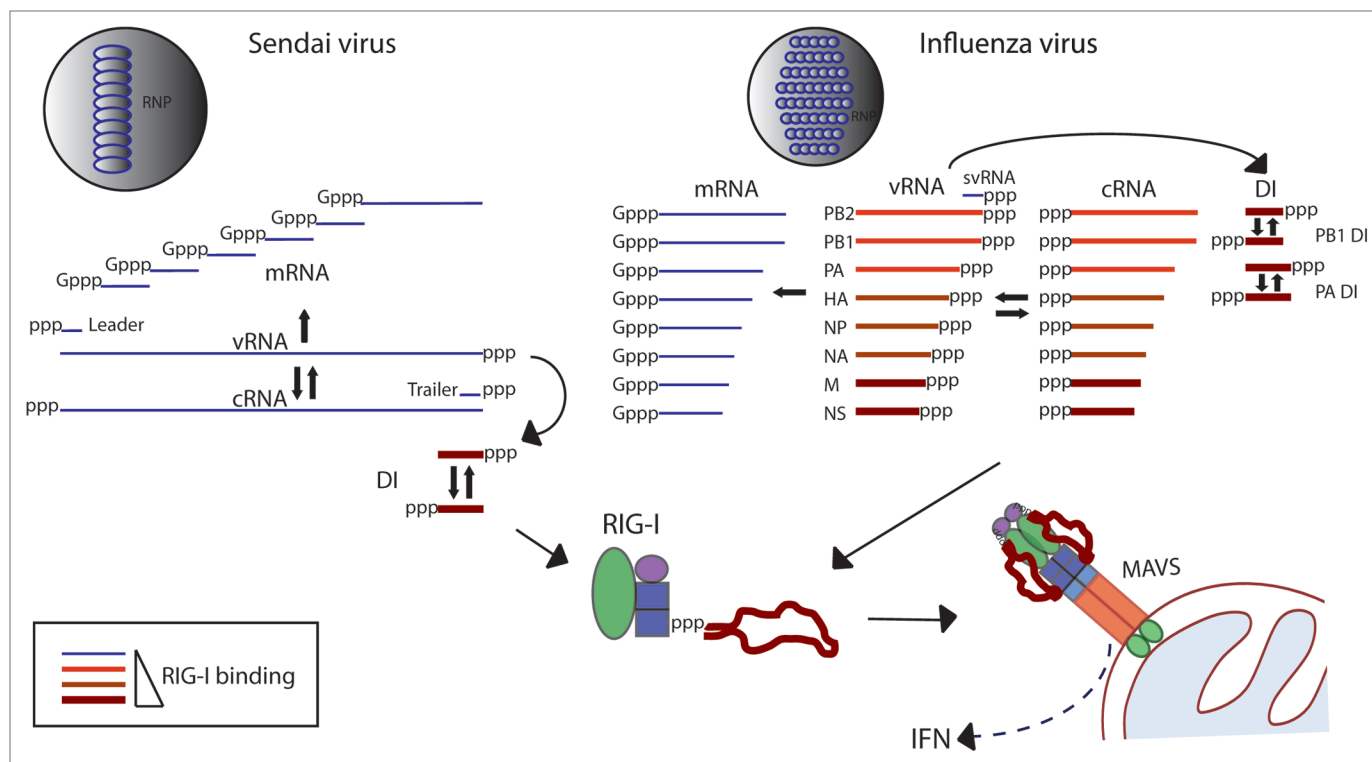 Sendai virus
RNP
Gppp
Gppp
Gppp
Gppp
Gppp
Gppp
mRNA
ppp Leader
vRNA
ppp
Trailer ppp
cRNA
ppp
DI
ppp
ppp
Influenza virus
RNP
mRNA
vRNA
svRNA
ppp
cRNA
DI
Gppp PB2 ppp ppp ppp
PB1 DI
Gppp PB1 ppp ppp ppp
Gppp PA ppp ppp ppp
PA DI
Gppp HA ppp ppp ppp
Gppp NP ppp ppp
Gppp NA ppp ppp
Gppp M ppp ppp
Gppp NS ppp ppp
RIG-I
ppp
ppp
MAVS
IFN
RIG-I binding